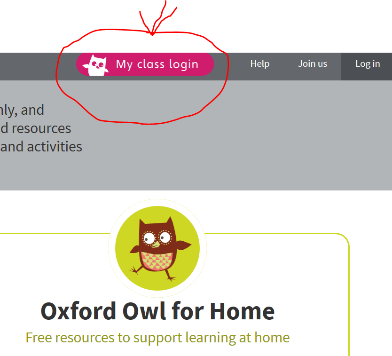 My class login
Help
Join us
Log in
and
d resources
and activities
Oxford Owl for Home
Free resources to support learning at home